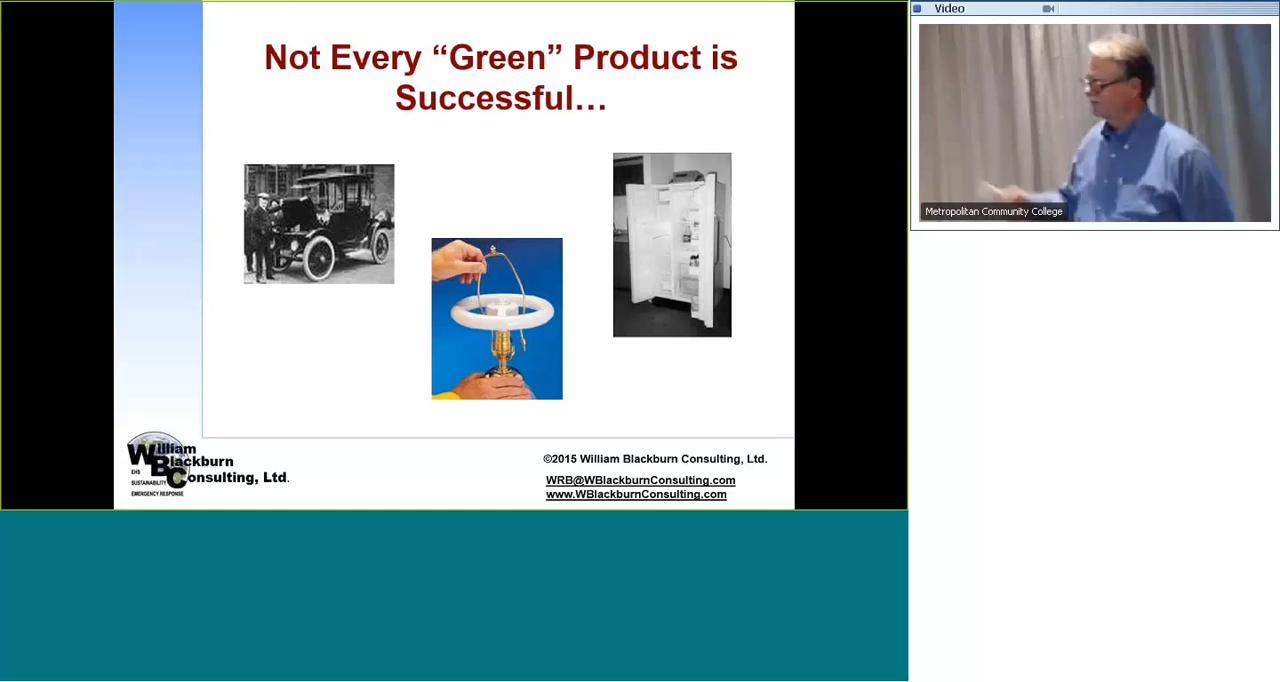 Not Every “Green” Product is
Successful…
William
Blackburn
Consulting, Ltd.
EHS
SUSTAINABILITY
EMERGENCY RESPONSE
©2015 William Blackburn Consulting, Ltd.
WRB@WBlackburnConsulting.com
www.WBlackburnConsulting.com
Video
Metropolitan Community College